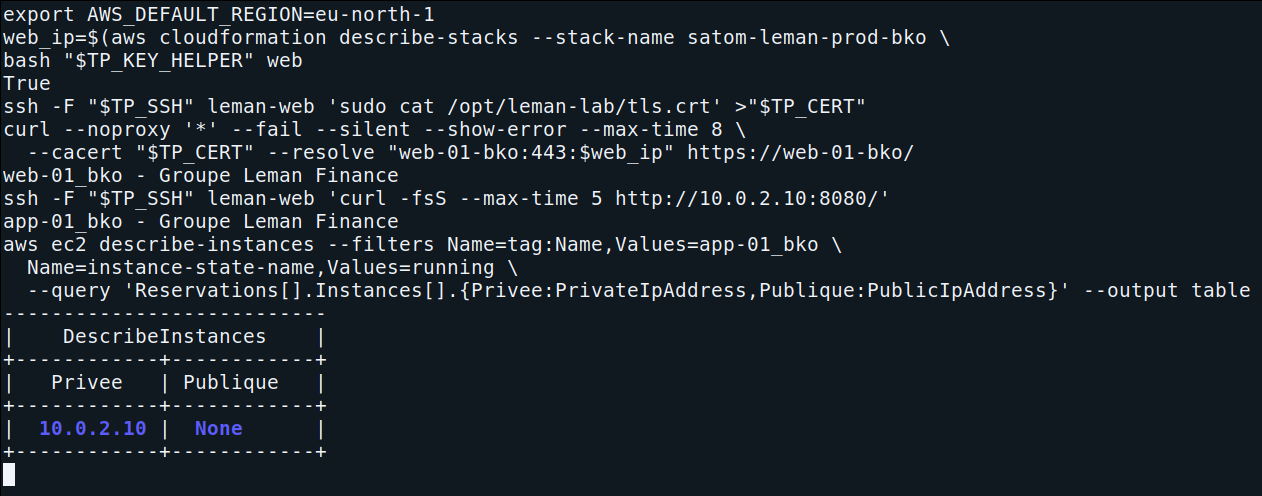 export AWS_DEFAULT_REGION=eu-north-1
web_ip=$(aws cloudformation describe-stacks --stack-name satom-leman-prod-bko \
bash "$TP_KEY_HELPER" web
True
ssh -F "$TP_SSH" leman-web 'sudo cat /opt/leman-lab/tls.crt' >"$TP_CERT"
curl --noproxy '*' --fail --silent --show-error --max-time 8 \
  --cacert "$TP_CERT" --resolve "web-01-bko:443:$web_ip" https://web-01-bko/
web-01_bko - Groupe Leman Finance
ssh -F "$TP_SSH" leman-web 'curl -fsS --max-time 5 http://10.0.2.10:8080/'
app-01_bko - Groupe Leman Finance
aws ec2 describe-instances --filters Name=tag:Name,Values=app-01_bko \
  Name=instance-state-name,Values=running \
  --query 'Reservations[].Instances[].{Privee:PrivateIpAddress,Publique:PublicIpAddress}' --output table
---------------------------
|    DescribeInstances    |
+------------+------------+
|   Privee   | Publique   |
+------------+------------+
|  10.0.2.10 |  None      |
+------------+------------+